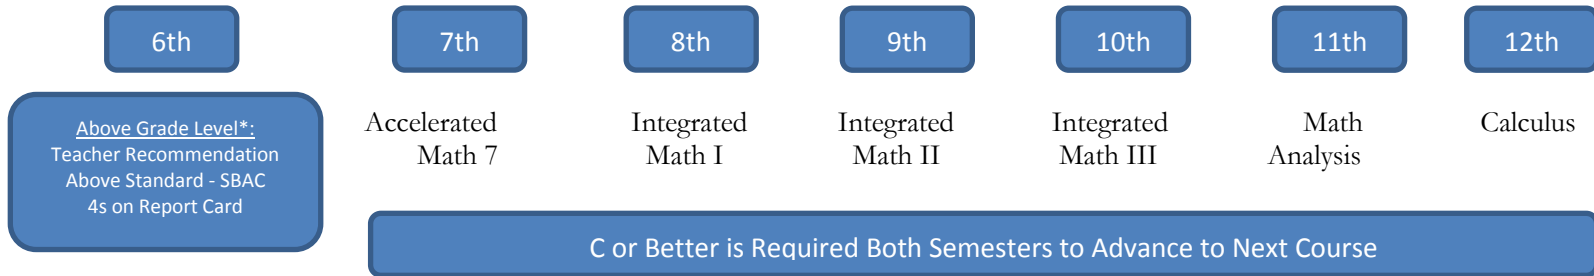 6th
7th
8th
9th
10th
11th
12th
Above Grade Level*:
Teacher Recommendation
Above Standard - SBAC
4s on Report Card
Accelerated
Math 7
Integrated
Math I
Integrated
Math II
Integrated
Math III
Math
Analysis
Calculus
C or Better is Required Both Semesters to Advance to Next Course